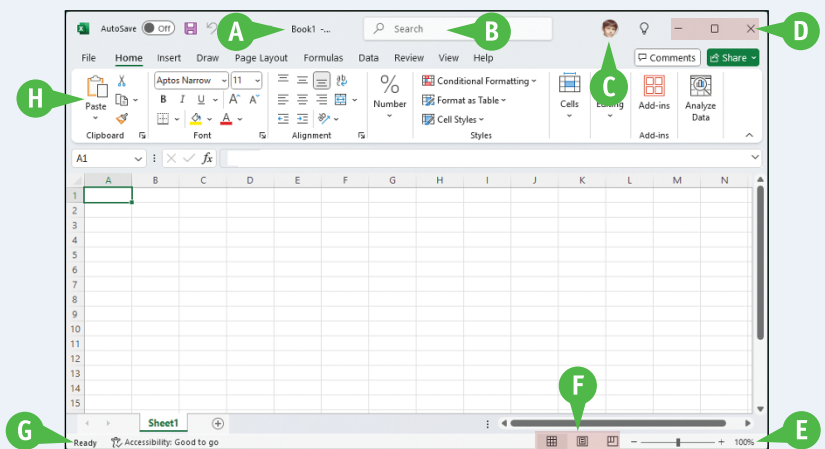 AutoSave Off A Book1 -... Search B D
File Home Insert Draw Page Layout Formulas Data Review View Help Comments Share
C
H
Aptos Narrow 11
Paste B I U A^ A˅ % Number Conditional Formatting Format as Table Cell Styles Cells Add-ins Analyze Data
Clipboard Font Alignment Styles Add-ins
A1 fx
A B C D E F G H I J K L M N
1
2
3
4
5
6
7
8
9
10
11
12
13
14
15
F
Sheet1
G E
Ready Accessibility: Good to go 100%